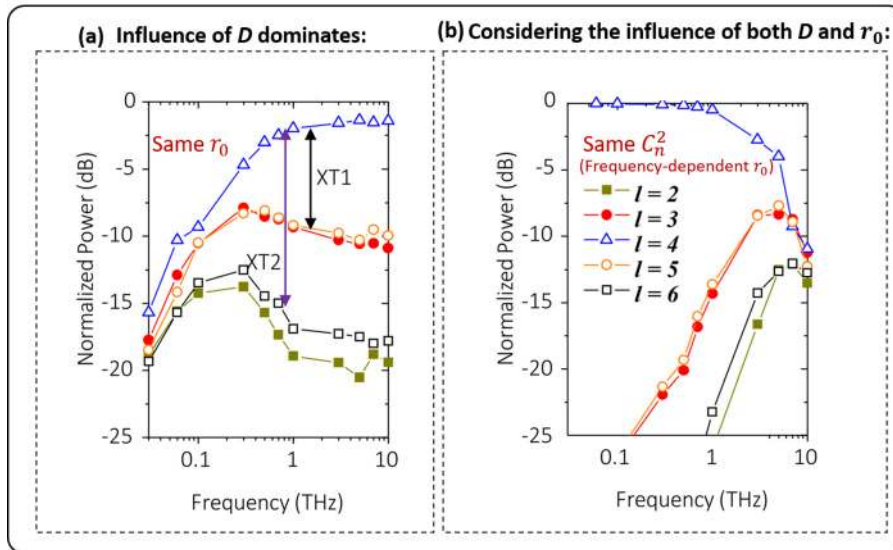 (a) Influence of D dominates:
(b) Considering the influence of both D and r₀:
Normalized Power (dB)
0
-5
-10
-15
-20
-25
Same r₀
XT1
XT2
0.1
1
10
Frequency (THz)
Normalized Power (dB)
0
-5
-10
-15
-20
-25
Same Cₙ²
(Frequency-dependent r₀)
l = 2
l = 3
l = 4
l = 5
l = 6
0.1
1
10
Frequency (THz)